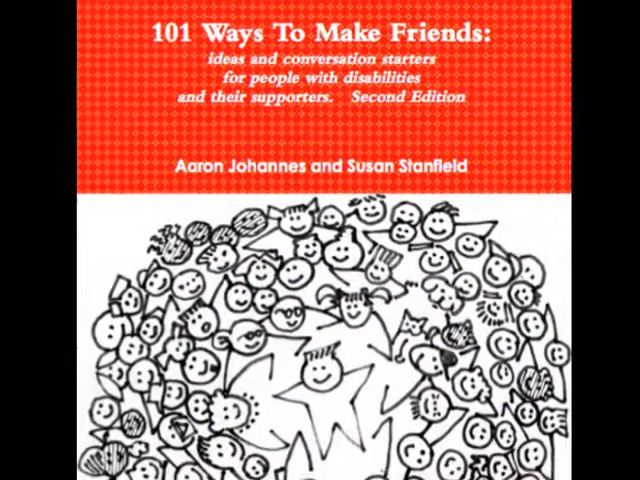 101 Ways To Make Friends:
ideas and conversation starters
for people with disabilities
and their supporters. Second Edition
Aaron Johannes and Susan Stanfield